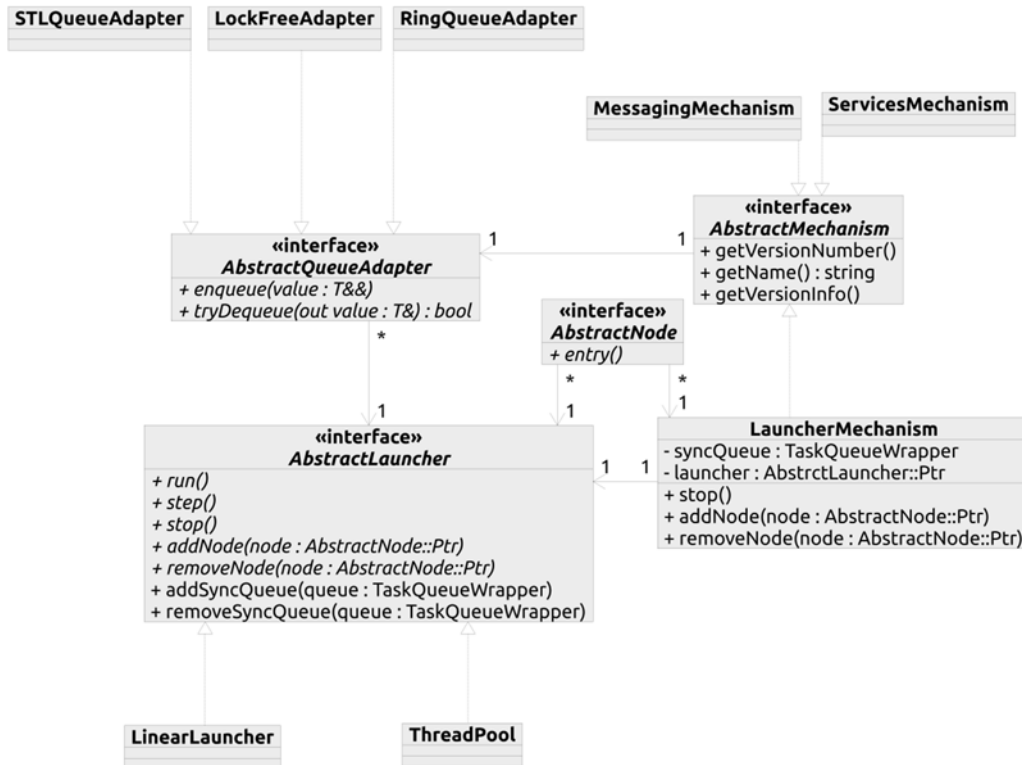 STLQueueAdapter
LockFreeAdapter
RingQueueAdapter
MessagingMechanism
ServicesMechanism
«interface»
AbstractMechanism
+ getVersionNumber()
+ getName() : string
+ getVersionInfo()
1
1
«interface»
AbstractQueueAdapter
+ enqueue(value : T&&)
+ tryDequeue(out value : T&) : bool
«interface»
AbstractNode
+ entry()
*
1
*
1
*
1
«interface»
AbstractLauncher
+ run()
+ step()
+ stop()
+ addNode(node : AbstractNode::Ptr)
+ removeNode(node : AbstractNode::Ptr)
+ addSyncQueue(queue : TaskQueueWrapper)
+ removeSyncQueue(queue : TaskQueueWrapper)
1
1
LauncherMechanism
- syncQueue : TaskQueueWrapper
- launcher : AbstrctLauncher::Ptr
+ stop()
+ addNode(node : AbstractNode::Ptr)
+ removeNode(node : AbstractNode::Ptr)
LinearLauncher
ThreadPool